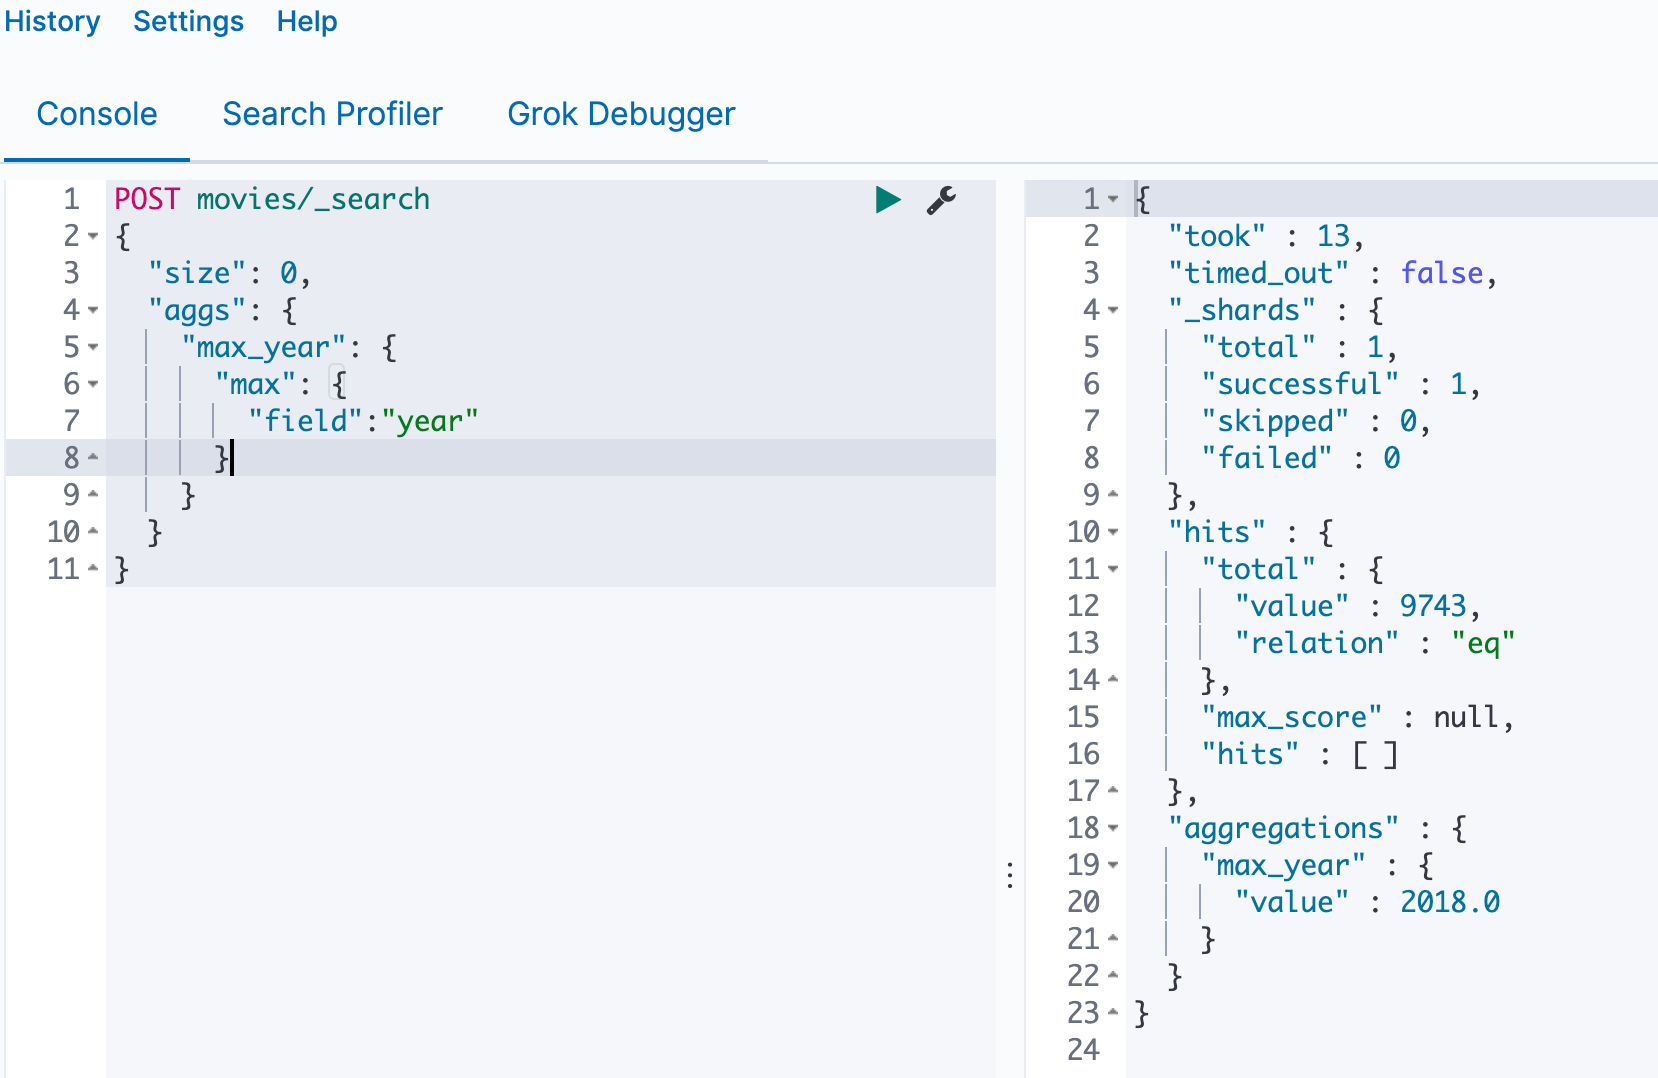 History Settings Help
Console Search Profiler Grok Debugger
1 POST movies/_search
2 {
3 "size": 0,
4 "aggs": {
5 "max_year": {
6 "max": {
7 "field":"year"
8 }
9 }
10 }
11 }
1 {
2 "took" : 13,
3 "timed_out" : false,
4 "_shards" : {
5 "total" : 1,
6 "successful" : 1,
7 "skipped" : 0,
8 "failed" : 0
9 },
10 "hits" : {
11 "total" : {
12 "value" : 9743,
13 "relation" : "eq"
14 },
15 "max_score" : null,
16 "hits" : [ ]
17 },
18 "aggregations" : {
19 "max_year" : {
20 "value" : 2018.0
21 }
22 }
23 }
24